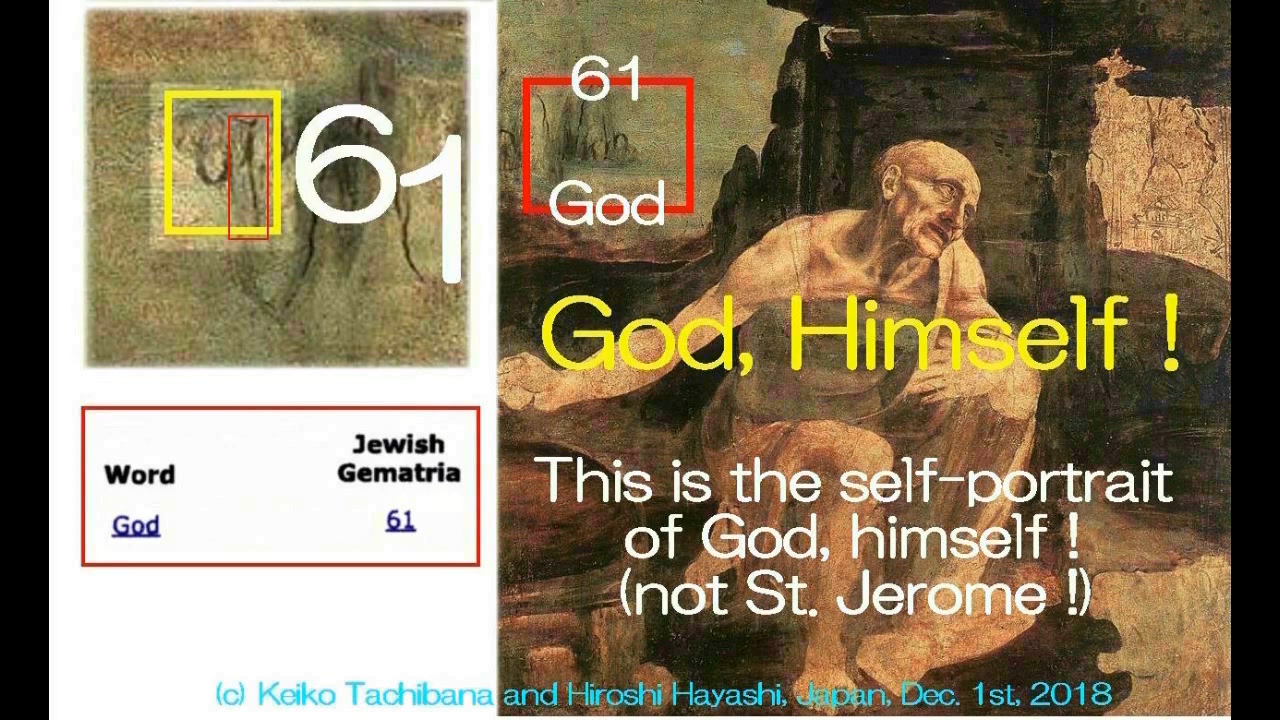 61
61
God
God, Himself !
Word
Jewish
Gematria
God
61
This is the self-portrait
of God, himself !
(not St. Jerome !)
(c) Keiko Tachibana and Hiroshi Hayashi, Japan, Dec. 1st, 2018